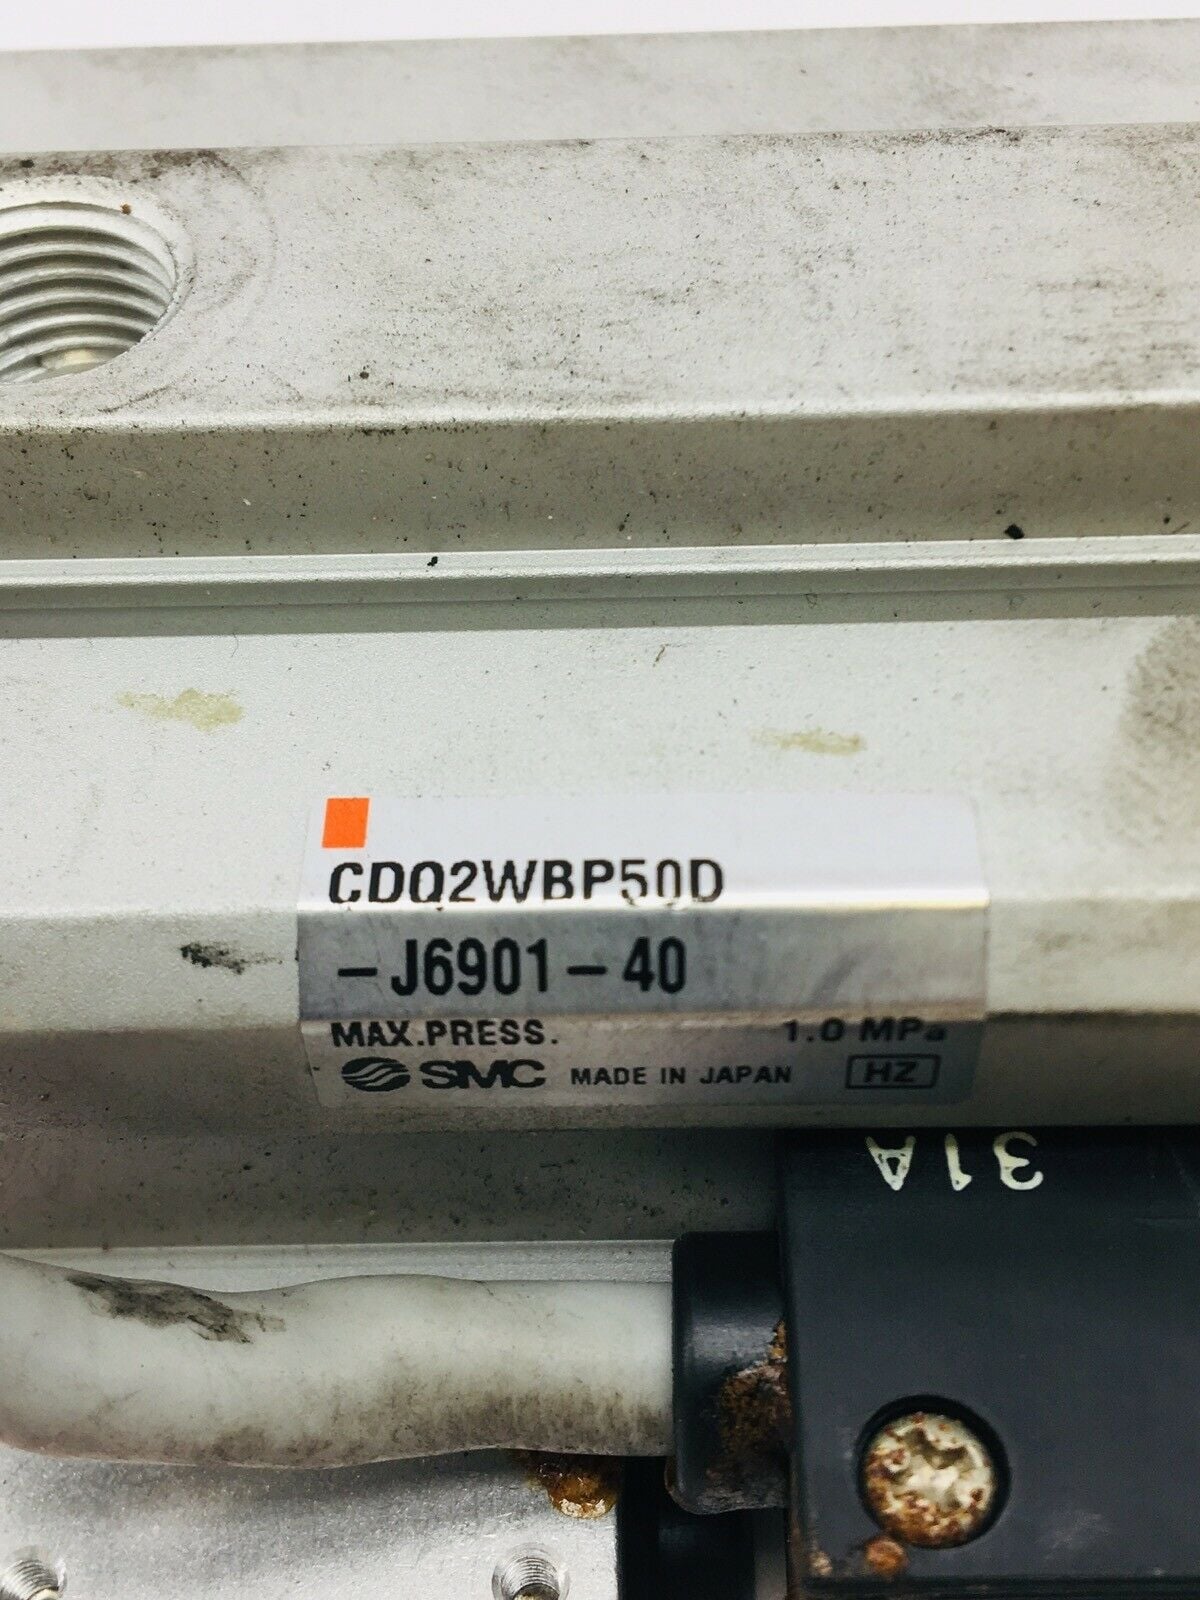 CDQ2WBP50D
-J6901-40
MAX.PRESS. 1.0 MPa
SMC MADE IN JAPAN HZ
31A